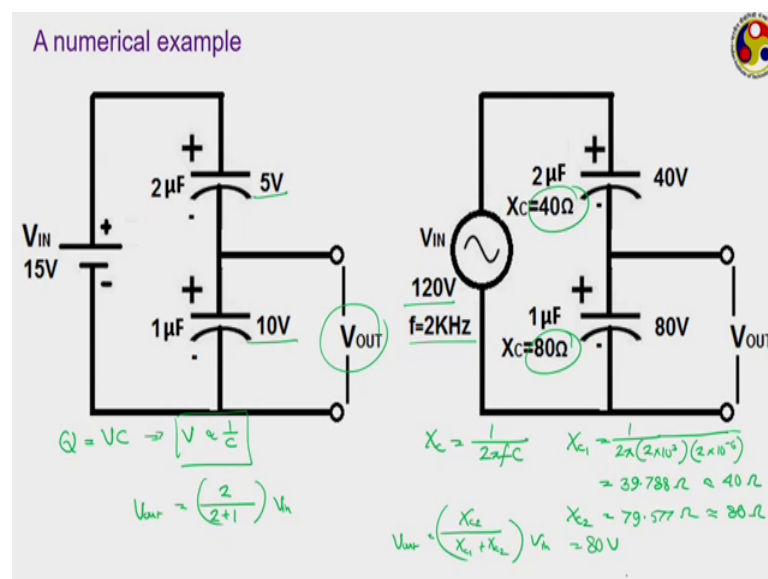 A numerical example
+
2 μF
5V
-
VIN
+
15V
-
+
1 μF
10V
-
VOUT
+
2 μF
40V
XC=40Ω
-
VIN
120V
f=2KHz
+
1 μF
80V
XC=80Ω
-
VOUT
Q = VC ⇒ V ∝ 1/C
Vout = (2/(2+1)) Vin
Xc = 1/(2πfC)
Xc1 = 1/(2π(2×10³)(2×10⁻⁶))
= 39.788 Ω ≈ 40 Ω
Xc2 = 79.577 Ω ≈ 80 Ω
Vout = (Xc2/(Xc1 + Xc2)) Vin = 80V